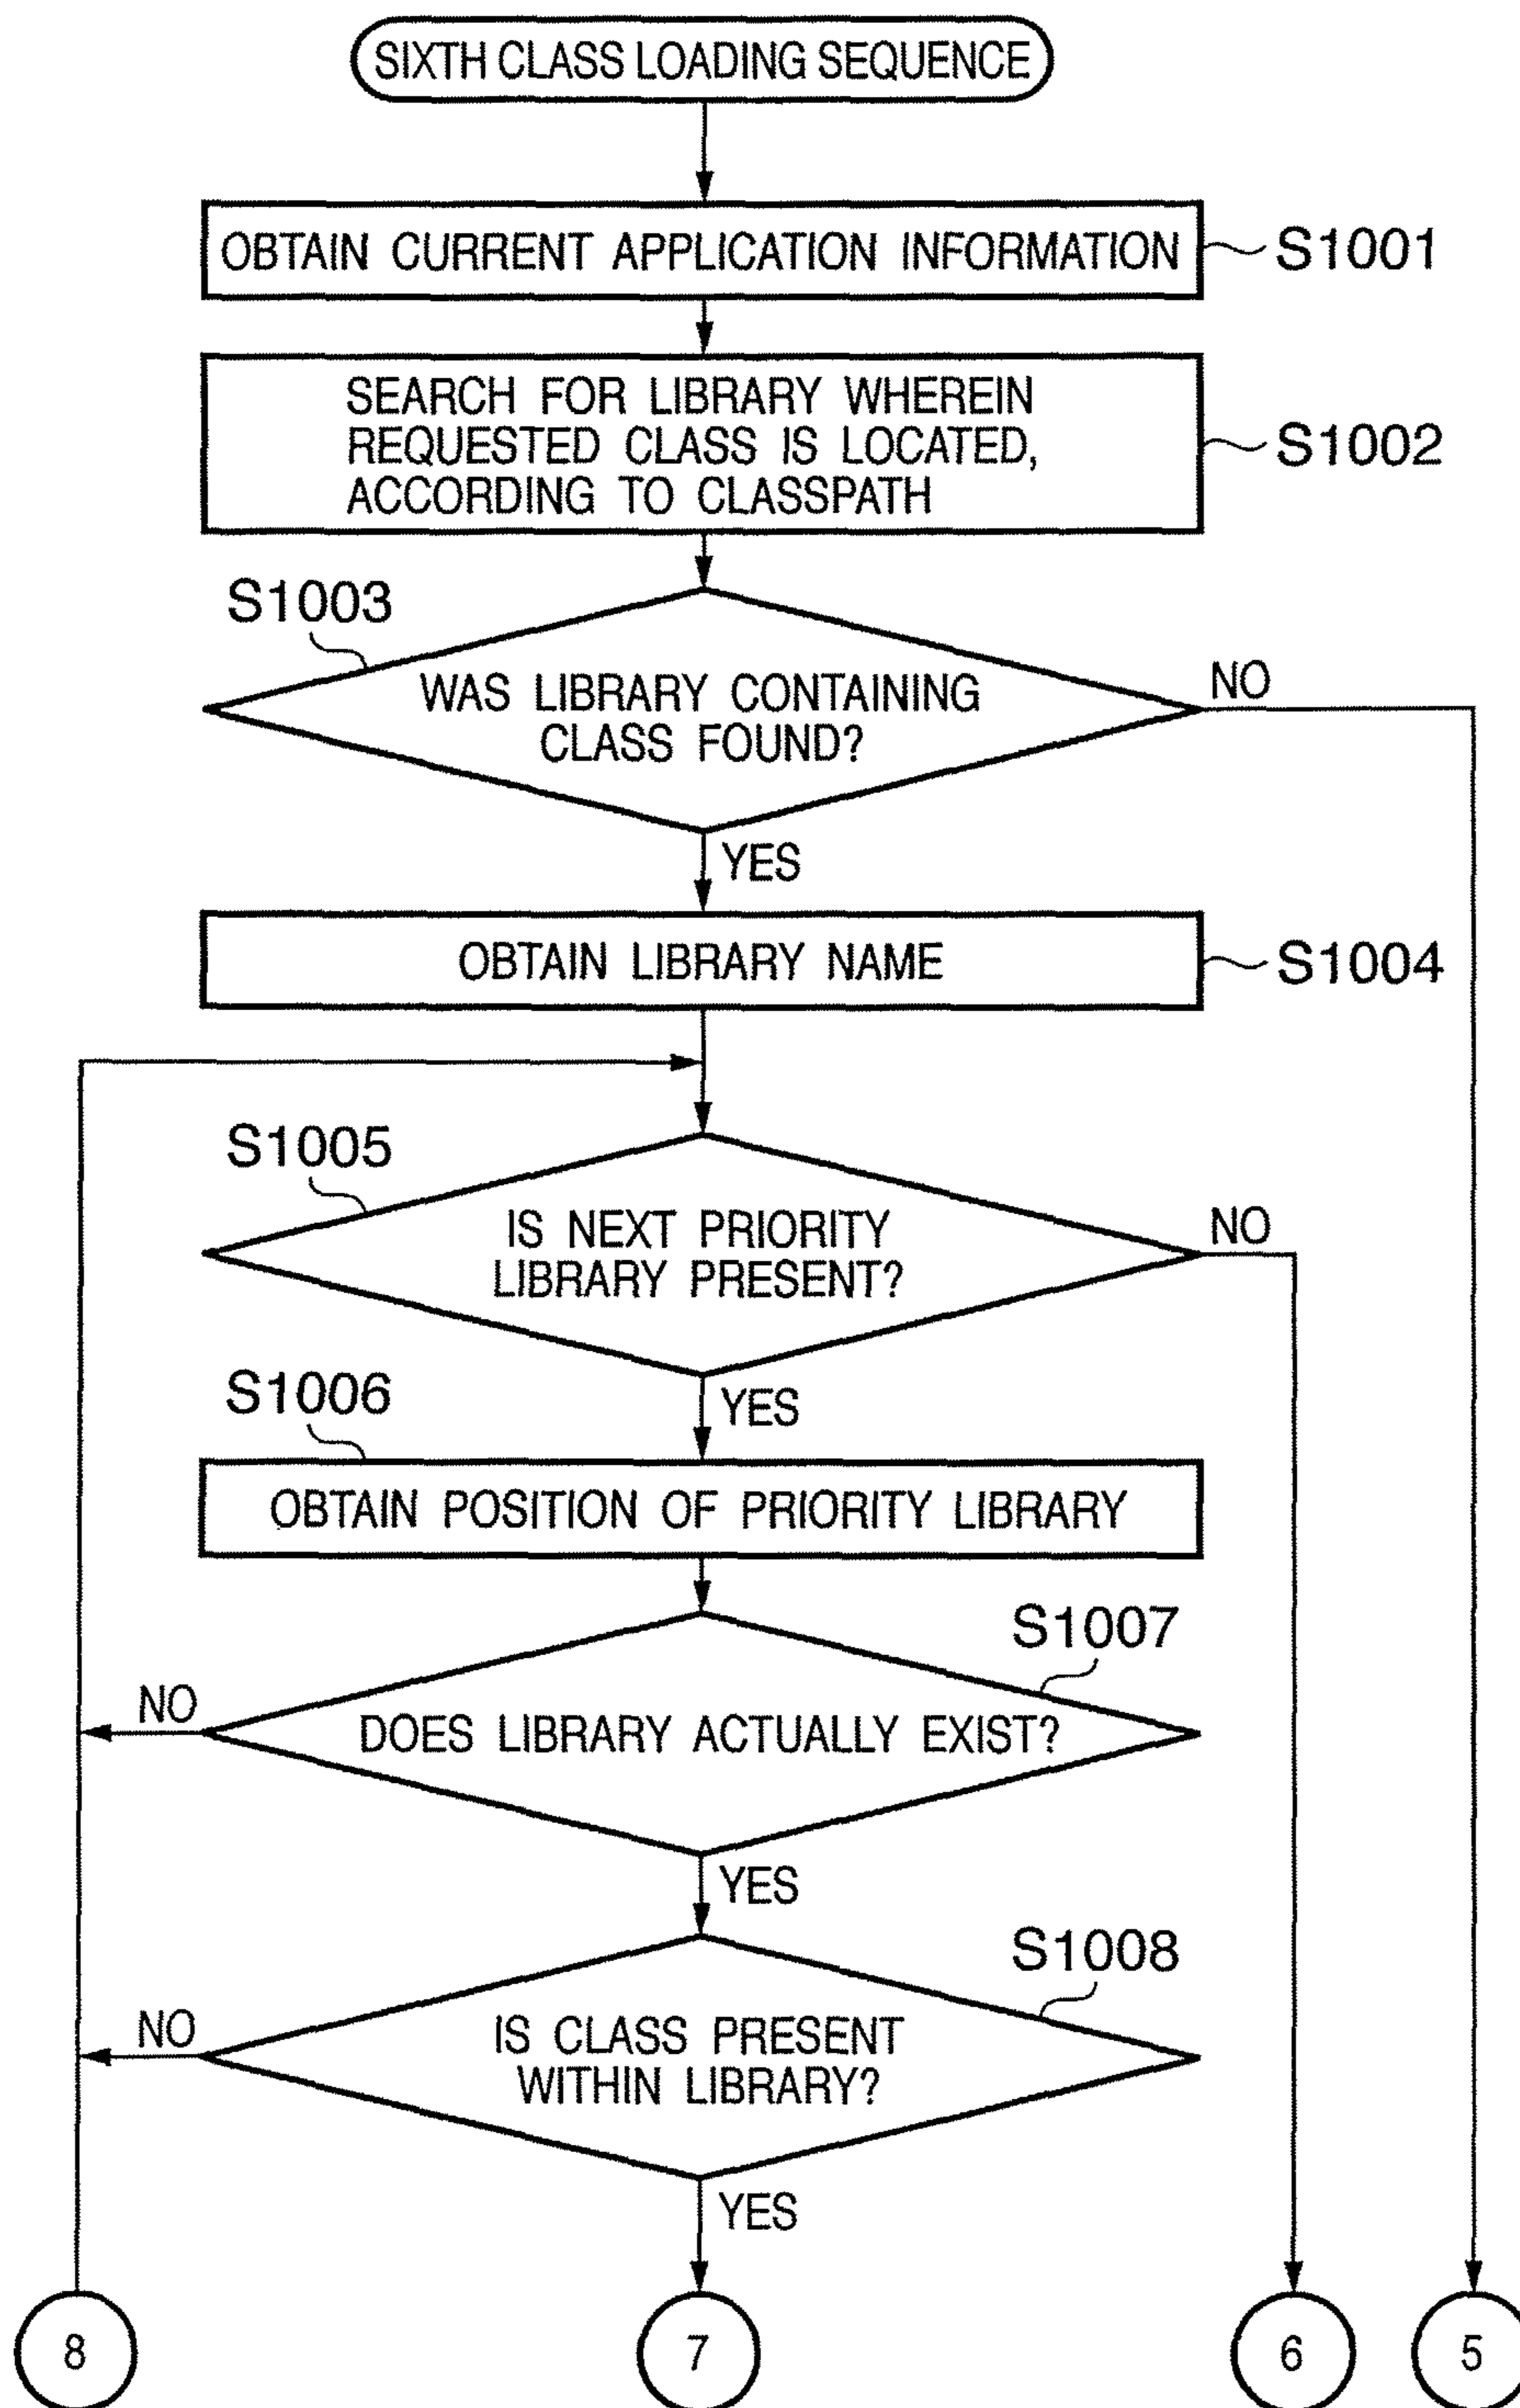 SIXTH CLASS LOADING SEQUENCE
OBTAIN CURRENT APPLICATION INFORMATION
S1001
SEARCH FOR LIBRARY WHEREIN
REQUESTED CLASS IS LOCATED,
ACCORDING TO CLASSPATH
S1002
S1003
WAS LIBRARY CONTAINING
CLASS FOUND?
NO
YES
OBTAIN LIBRARY NAME
S1004
S1005
IS NEXT PRIORITY
LIBRARY PRESENT?
NO
YES
S1006
OBTAIN POSITION OF PRIORITY LIBRARY
S1007
NO
DOES LIBRARY ACTUALLY EXIST?
YES
S1008
NO
IS CLASS PRESENT
WITHIN LIBRARY?
YES
8
7
6
5